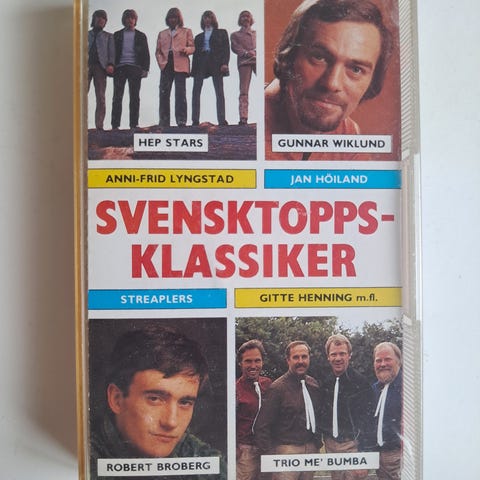 HEP STARS
GUNNAR WIKLUND
ANNI-FRID LYNGSTAD
JAN HÖILAND
SVENSKTOPPS-
KLASSIKER
STREAPLERS
GITTE HENNING m.fl.
ROBERT BROBERG
TRIO ME' BUMBA